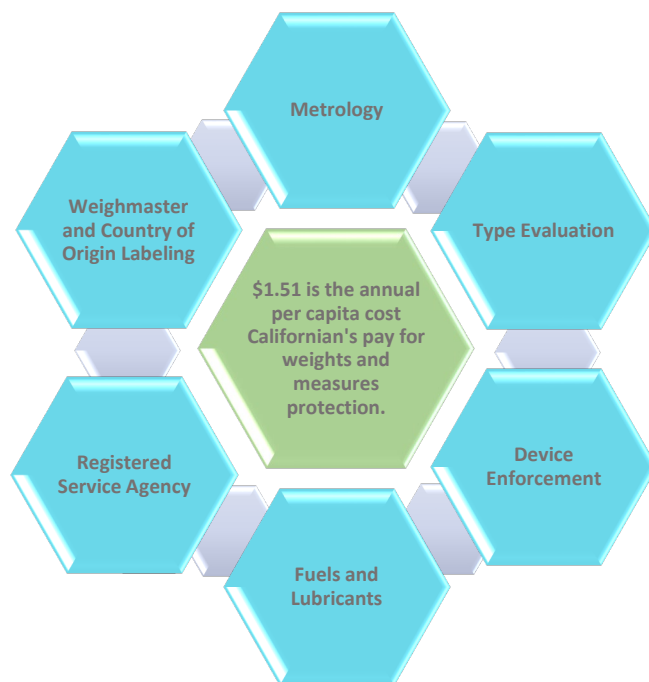 Metrology
Weighmaster
and Country of
Origin Labeling
Type Evaluation
$1.51 is the annual
per capita cost
Californian's pay for
weights and
measures
protection.
Registered
Service Agency
Device
Enforcement
Fuels and
Lubricants